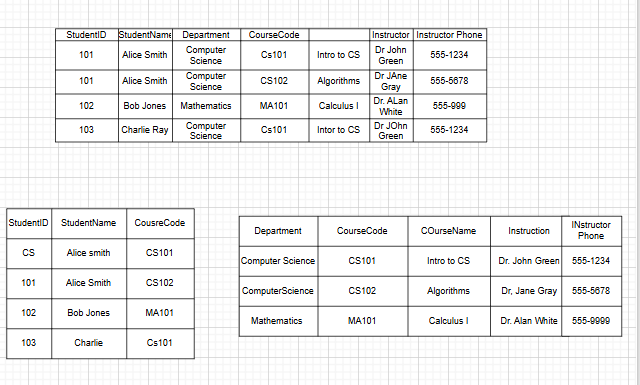 StudentID StudentName Department CourseCode Instructor Instructor Phone
101 Alice Smith Computer Science Cs101 Intro to CS Dr John Green 555-1234
101 Alice Smith Computer Science CS102 Algorithms Dr JAne Gray 555-5678
102 Bob Jones Mathematics MA101 Calculus I Dr. ALan White 555-999
103 Charlie Ray Computer Science Cs101 Intor to CS Dr JOhn Green 555-1234
StudentID StudentName CousreCode
CS Alice smith CS101
101 Alice Smith CS102
102 Bob Jones MA101
103 Charlie Cs101
Department CourseCode COurseName Instruction INstructor Phone
Computer Science CS101 Intro to CS Dr. John Green 555-1234
ComputerScience CS102 Algorithms Dr, Jane Gray 555-5678
Mathematics MA101 Calculus I Dr. Alan White 555-9999